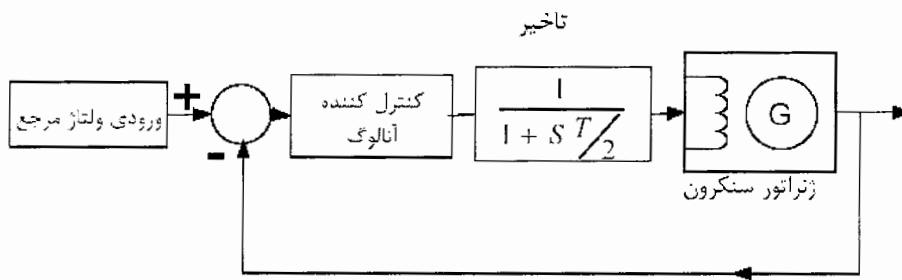 تاخیر
+
ورودی ولتاژ مرجع
-
کنترل کننده
آنالوگ
1
1 + S T/2
G
ژنراتور سنکرون